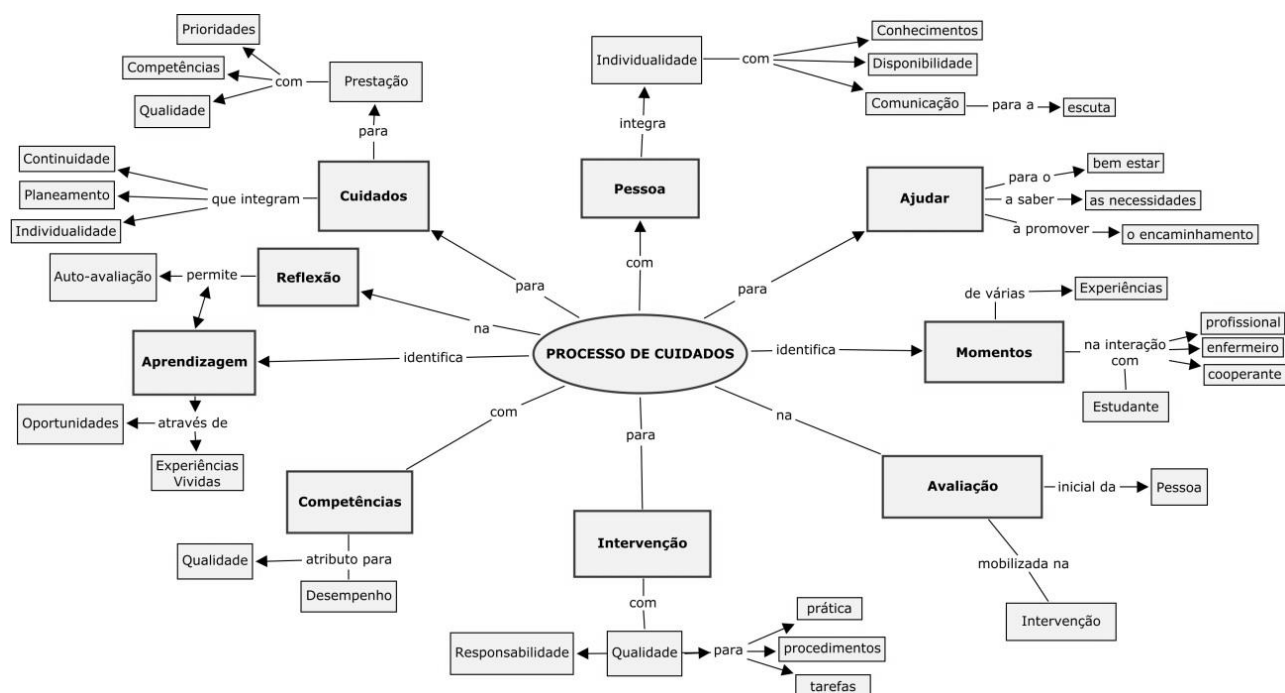 Prioridades
Competências
com
Prestação
Qualidade
para
Continuidade
Planeamento
que integram
Cuidados
Individualidade
Individualidade
com
Conhecimentos
Disponibilidade
Comunicação
para a
escuta
integra
Pessoa
com
Ajudar
para o
bem estar
a saber
as necessidades
a promover
o encaminhamento
para
para
Auto-avaliação
permite
Reflexão
na
Aprendizagem
identifica
PROCESSO DE CUIDADOS
identifica
Momentos
de várias
Experiências
na interação
com
profissional
enfermeiro
cooperante
Estudante
Oportunidades
através de
Experiências
Vividas
com
Competências
Qualidade
atributo para
Desempenho
para
Intervenção
com
Responsabilidade
Qualidade
para
prática
procedimentos
tarefas
na
Avaliação
inicial da
Pessoa
mobilizada na
Intervenção